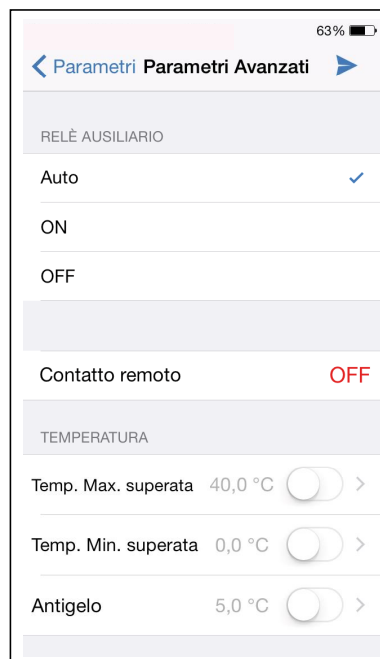 63%
Parametri Parametri Avanzati
RELÈ AUSILIARIO
Auto
ON
OFF
Contatto remoto OFF
TEMPERATURA
Temp. Max. superata 40,0 °C
Temp. Min. superata 0,0 °C
Antigelo 5,0 °C